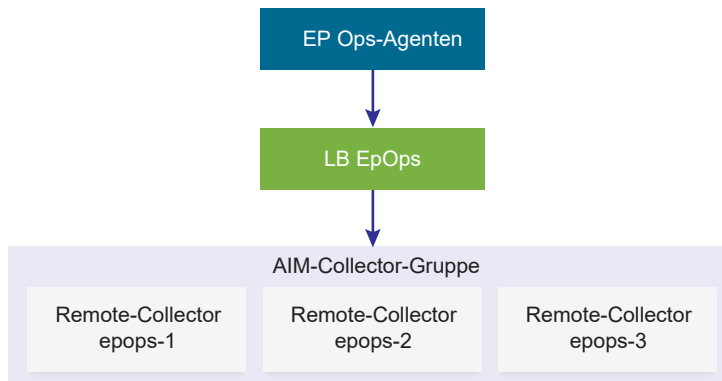 EP Ops-Agenten
LB EpOps
AIM-Collector-Gruppe
Remote-Collector
epops-1
Remote-Collector
epops-2
Remote-Collector
epops-3